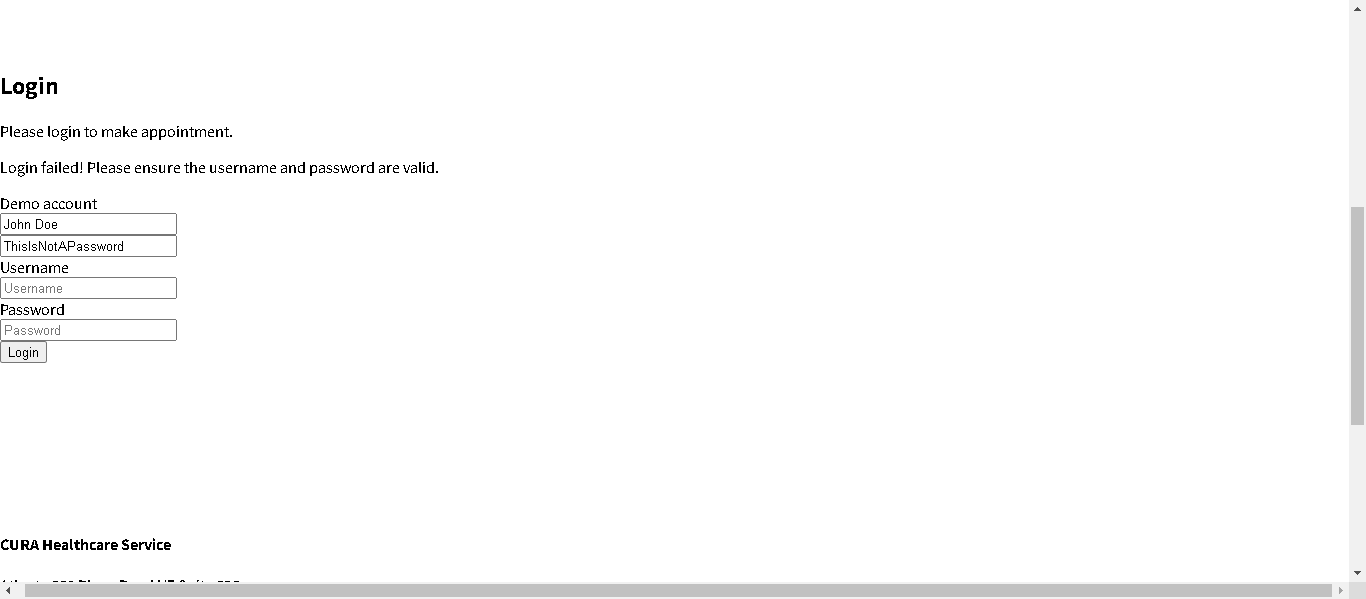 Login
Please login to make appointment.
Login failed! Please ensure the username and password are valid.
Demo account
John Doe
ThisIsNotAPassword
Username
Username
Password
Password
Login
CURA Healthcare Service